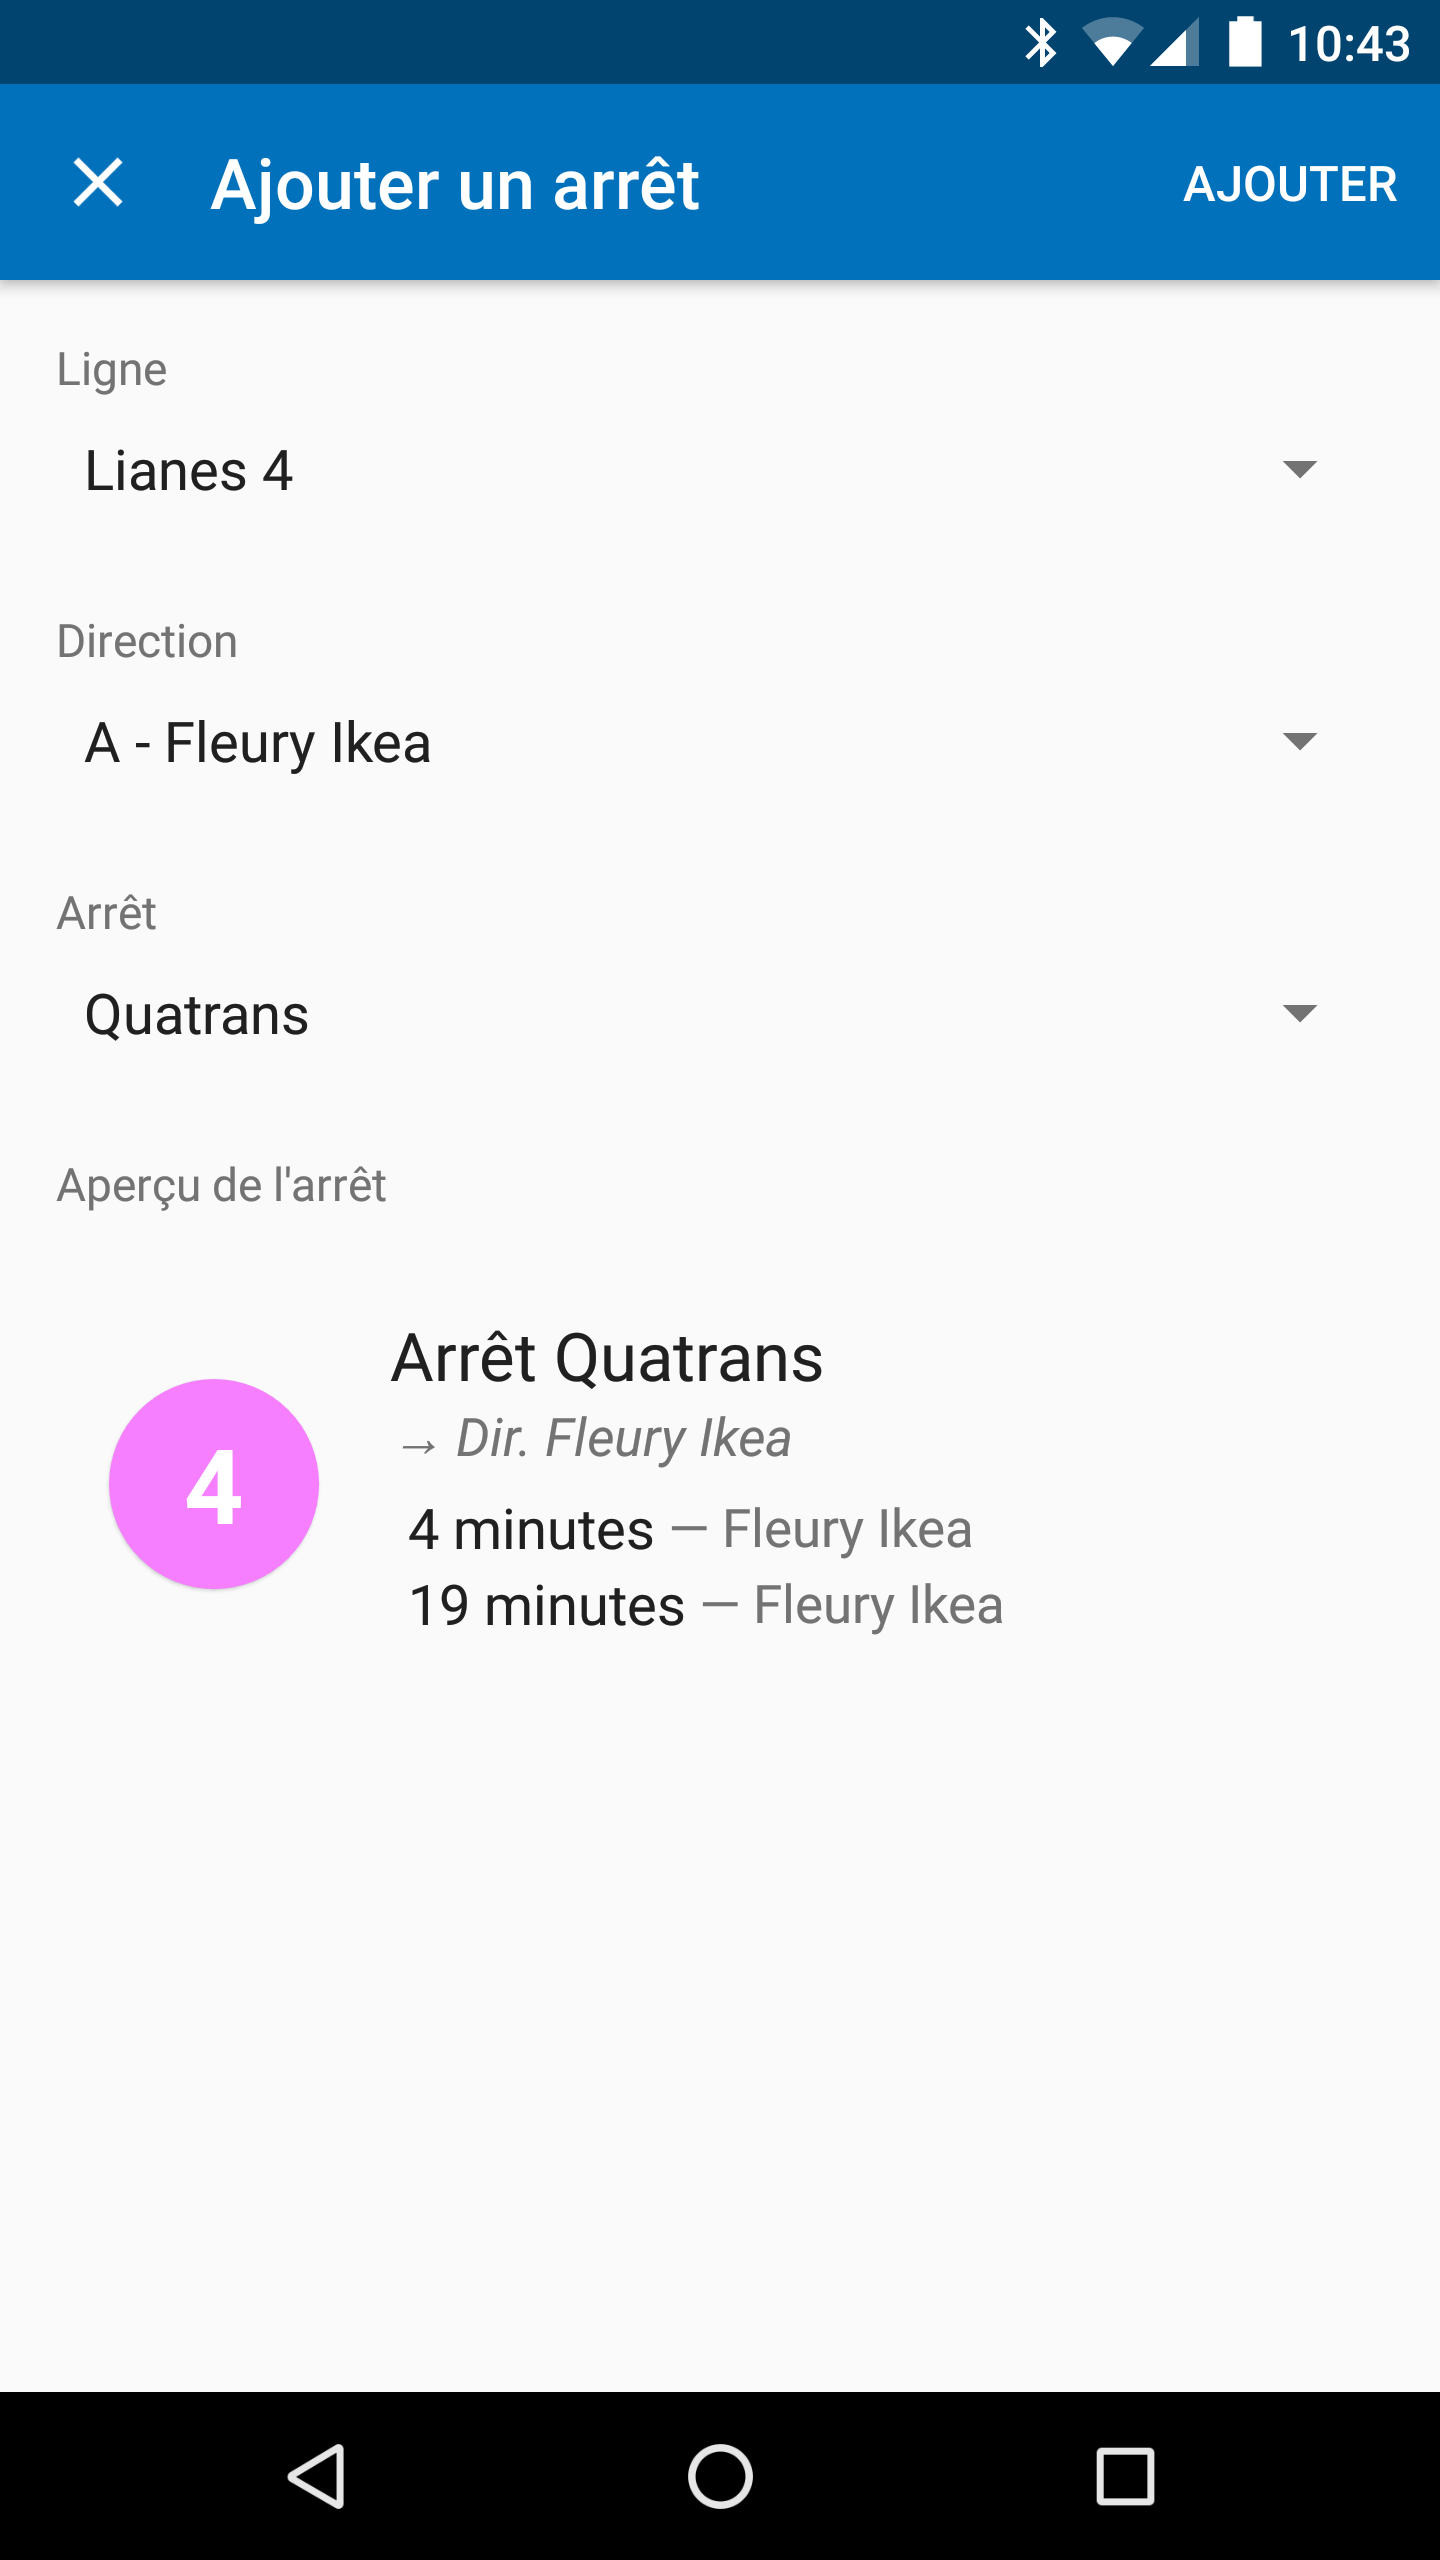 10:43
Ajouter un arrêt
AJOUTER
Ligne
Lianes 4
Direction
A - Fleury Ikea
Arrêt
Quatrans
Aperçu de l'arrêt
Arrêt Quatrans
→ Dir. Fleury Ikea
4
4 minutes — Fleury Ikea
19 minutes — Fleury Ikea